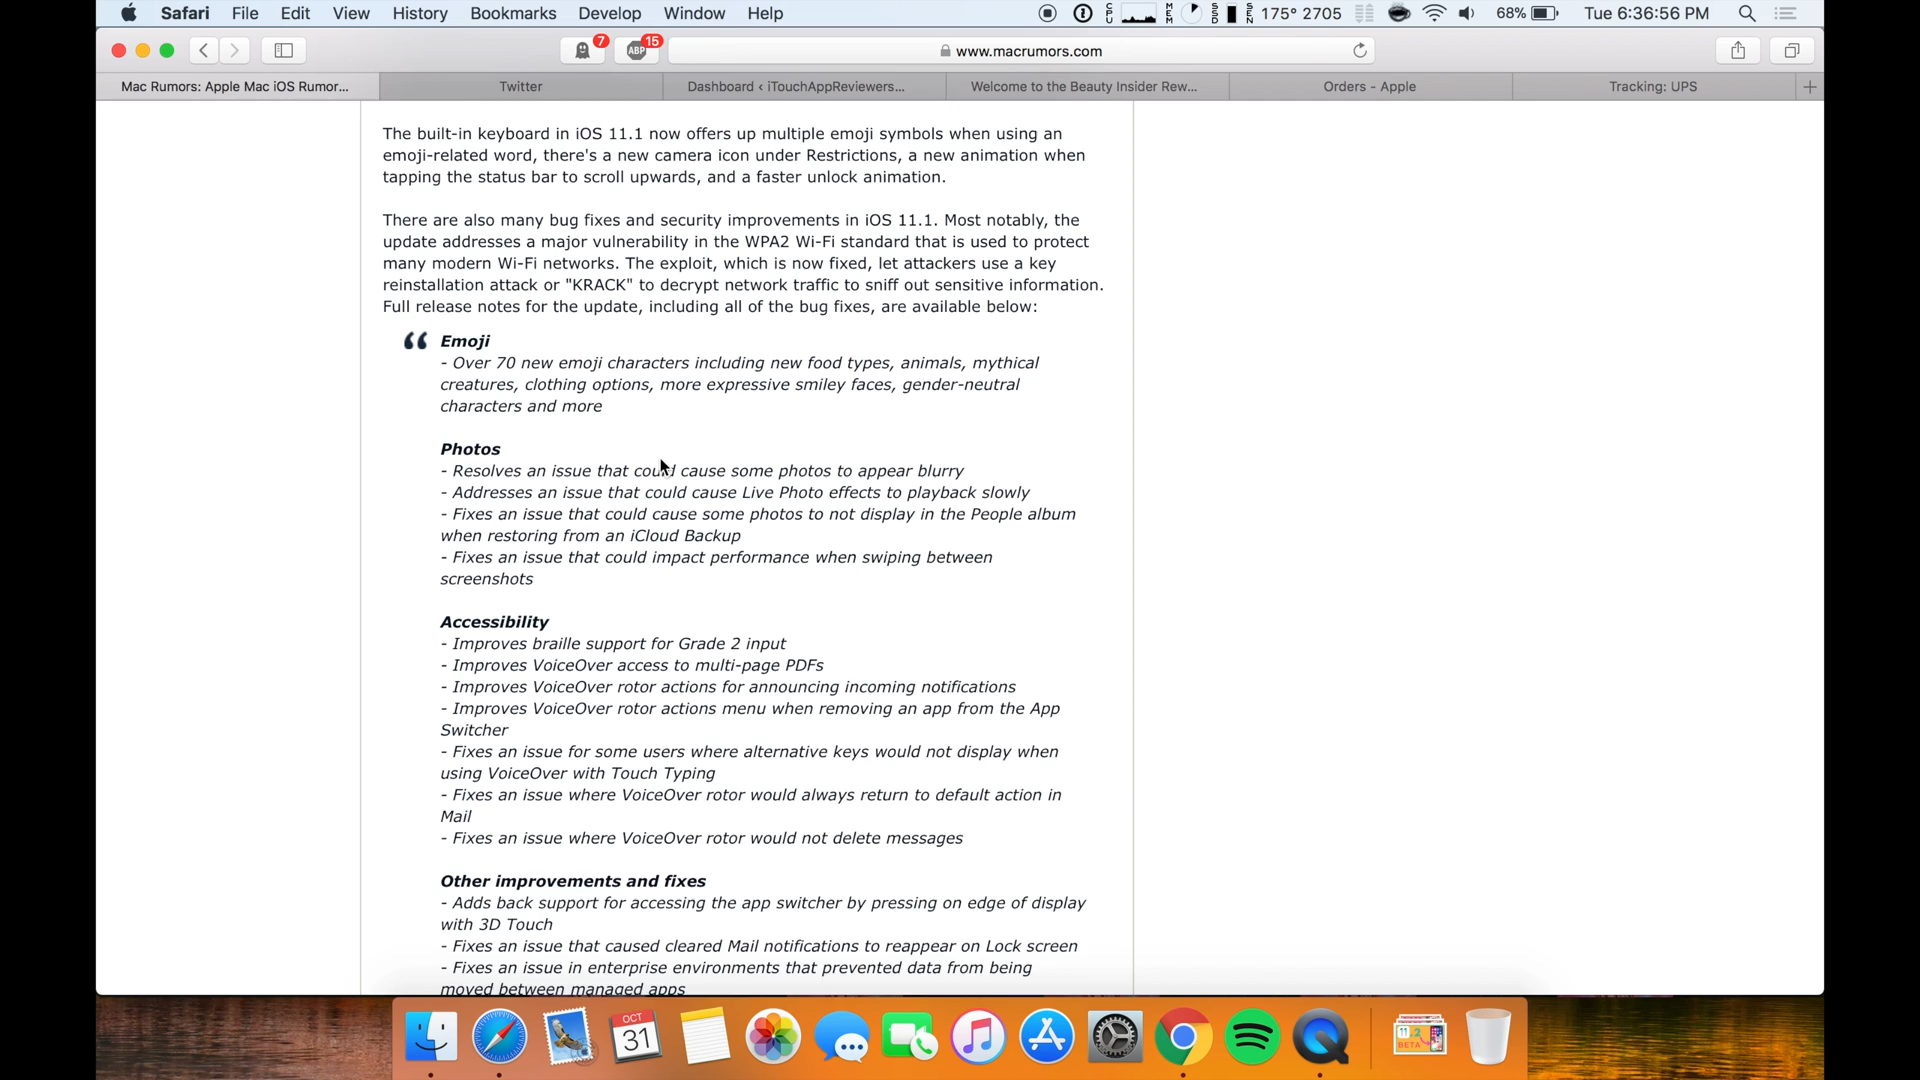 Safari File Edit View History Bookmarks Develop Window Help CPU MEM SSD SEN 175° 2705 68% Tue 6:36:56 PM
7 ABP 15 www.macrumors.com
Mac Rumors: Apple Mac iOS Rumor... Twitter Dashboard ‹ iTouchAppReviewers... Welcome to the Beauty Insider Rew... Orders - Apple Tracking: UPS
The built-in keyboard in iOS 11.1 now offers up multiple emoji symbols when using an
emoji-related word, there's a new camera icon under Restrictions, a new animation when
tapping the status bar to scroll upwards, and a faster unlock animation.
There are also many bug fixes and security improvements in iOS 11.1. Most notably, the
update addresses a major vulnerability in the WPA2 Wi-Fi standard that is used to protect
many modern Wi-Fi networks. The exploit, which is now fixed, let attackers use a key
reinstallation attack or "KRACK" to decrypt network traffic to sniff out sensitive information.
Full release notes for the update, including all of the bug fixes, are available below:
“ Emoji
- Over 70 new emoji characters including new food types, animals, mythical
creatures, clothing options, more expressive smiley faces, gender-neutral
characters and more
Photos
- Resolves an issue that could cause some photos to appear blurry
- Addresses an issue that could cause Live Photo effects to playback slowly
- Fixes an issue that could cause some photos to not display in the People album
when restoring from an iCloud Backup
- Fixes an issue that could impact performance when swiping between
screenshots
Accessibility
- Improves braille support for Grade 2 input
- Improves VoiceOver access to multi-page PDFs
- Improves VoiceOver rotor actions for announcing incoming notifications
- Improves VoiceOver rotor actions menu when removing an app from the App
Switcher
- Fixes an issue for some users where alternative keys would not display when
using VoiceOver with Touch Typing
- Fixes an issue where VoiceOver rotor would always return to default action in
Mail
- Fixes an issue where VoiceOver rotor would not delete messages
Other improvements and fixes
- Adds back support for accessing the app switcher by pressing on edge of display
with 3D Touch
- Fixes an issue that caused cleared Mail notifications to reappear on Lock screen
- Fixes an issue in enterprise environments that prevented data from being
moved between managed apps
OCT
31
11.2
BETA